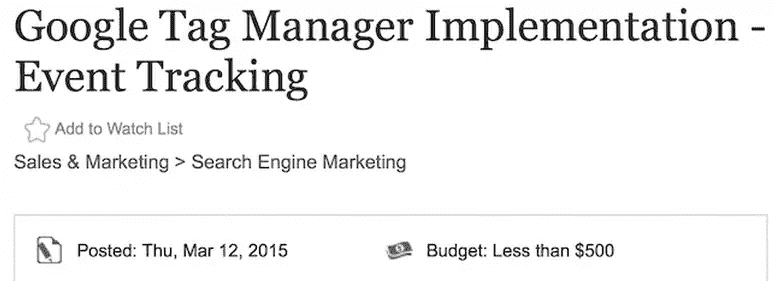 Google Tag Manager Implementation -
Event Tracking
Add to Watch List
Sales & Marketing > Search Engine Marketing
Posted: Thu, Mar 12, 2015
Budget: Less than $500